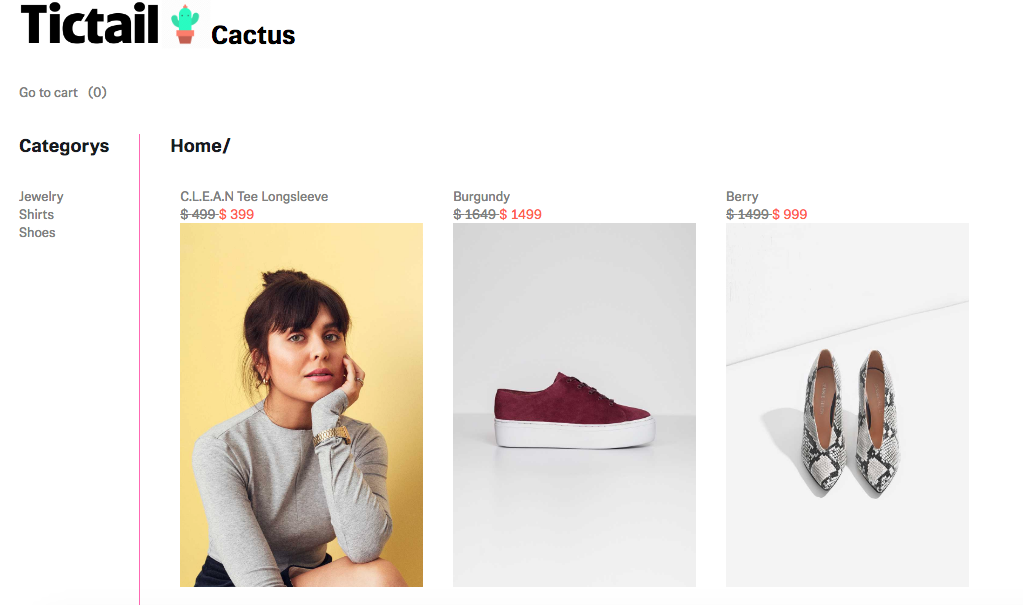 Tictail Cactus
Go to cart (0)
Categorys
Home/
Jewelry
Shirts
Shoes
C.L.E.A.N Tee Longsleeve
$ 499 $ 399
Burgundy
$ 1649 $ 1499
Berry
$ 1499 $ 999